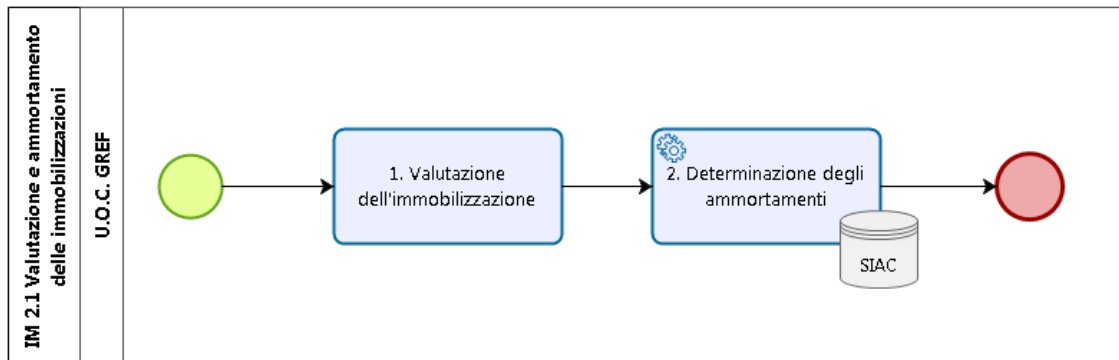 IM 2.1 Valutazione e ammortamento
delle immobilizzazioni
U.O.C. GREF
1. Valutazione
dell'immobilizzazione
2. Determinazione degli
ammortamenti
SIAC